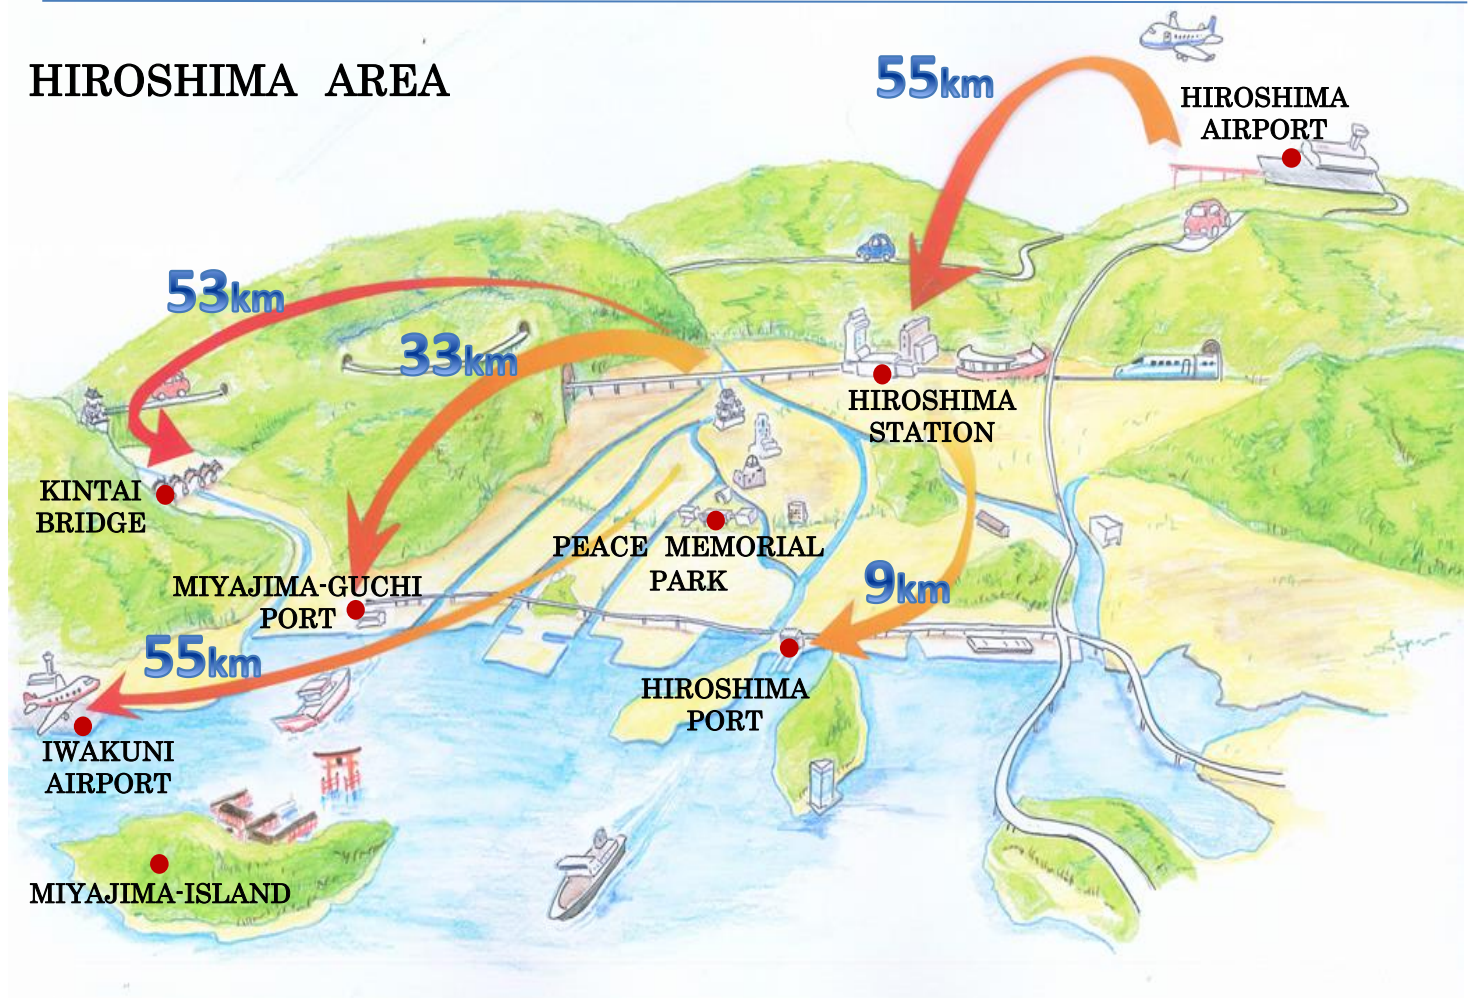 HIROSHIMA AREA
55km
HIROSHIMA
AIRPORT
53km
33km
HIROSHIMA
STATION
KINTAI
BRIDGE
PEACE MEMORIAL
PARK
MIYAJIMA-GUCHI
PORT
9km
55km
HIROSHIMA
PORT
IWAKUNI
AIRPORT
MIYAJIMA-ISLAND